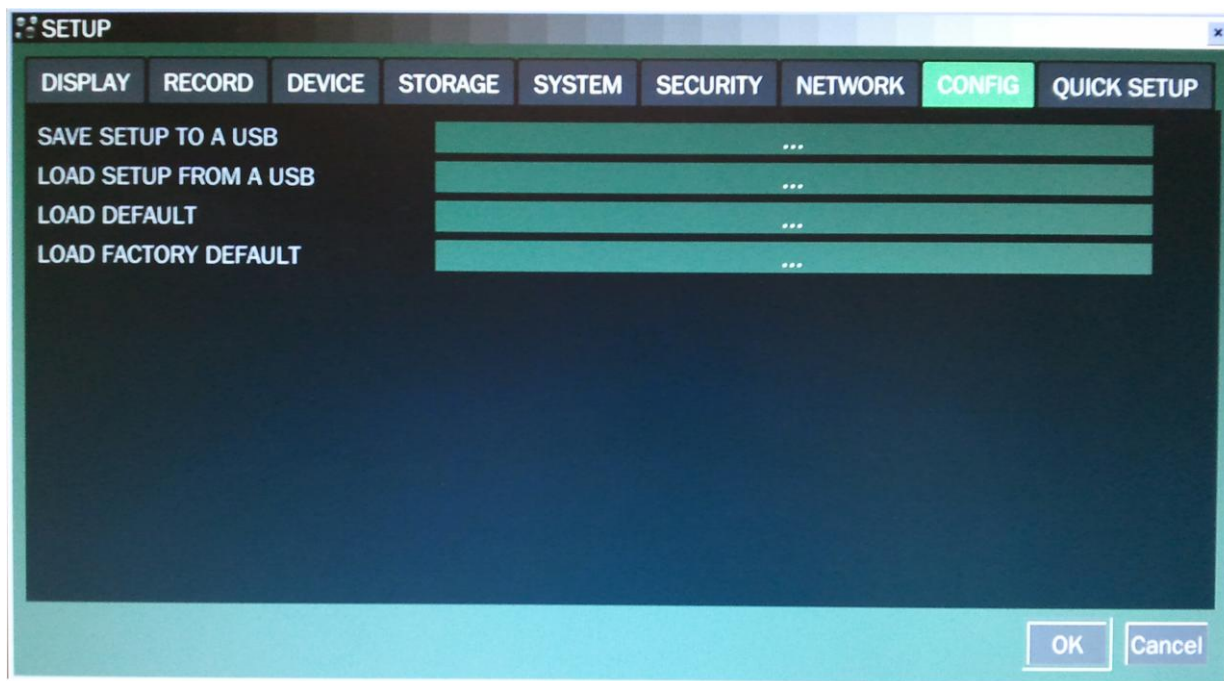 SETUP
DISPLAY RECORD DEVICE STORAGE SYSTEM SECURITY NETWORK CONFIG QUICK SETUP
SAVE SETUP TO A USB ...
LOAD SETUP FROM A USB ...
LOAD DEFAULT ...
LOAD FACTORY DEFAULT ...
OK Cancel